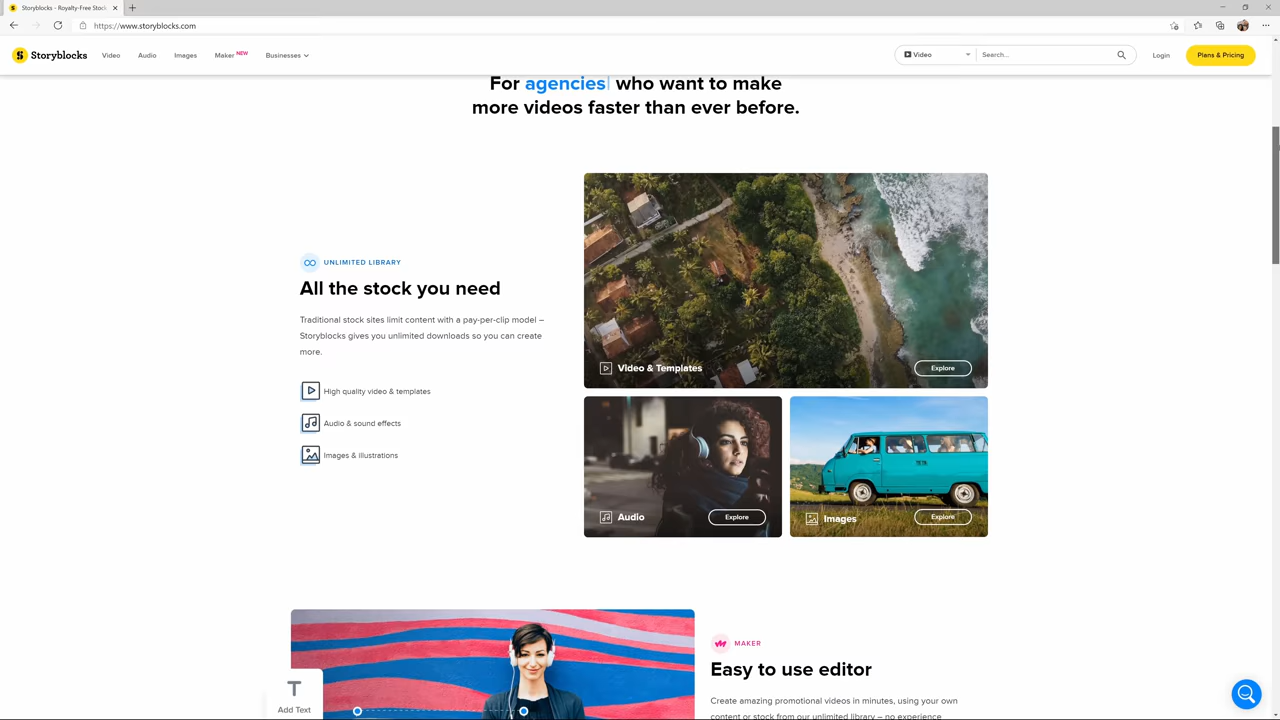 Storyblocks - Royalty-Free Stoc
https://www.storyblocks.com
Storyblocks
Video
Audio
Images
Maker NEW
Businesses
Video
Search...
Login
Plans & Pricing
For agencies who want to make
more videos faster than ever before.
UNLIMITED LIBRARY
All the stock you need
Traditional stock sites limit content with a pay-per-clip model –
Storyblocks gives you unlimited downloads so you can create
more.
High quality video & templates
Audio & sound effects
Images & illustrations
Video & Templates
Explore
Audio
Explore
Images
Explore
MAKER
Easy to use editor
Create amazing promotional videos in minutes, using your own
content or stock from our unlimited library – no experience
T
Add Text